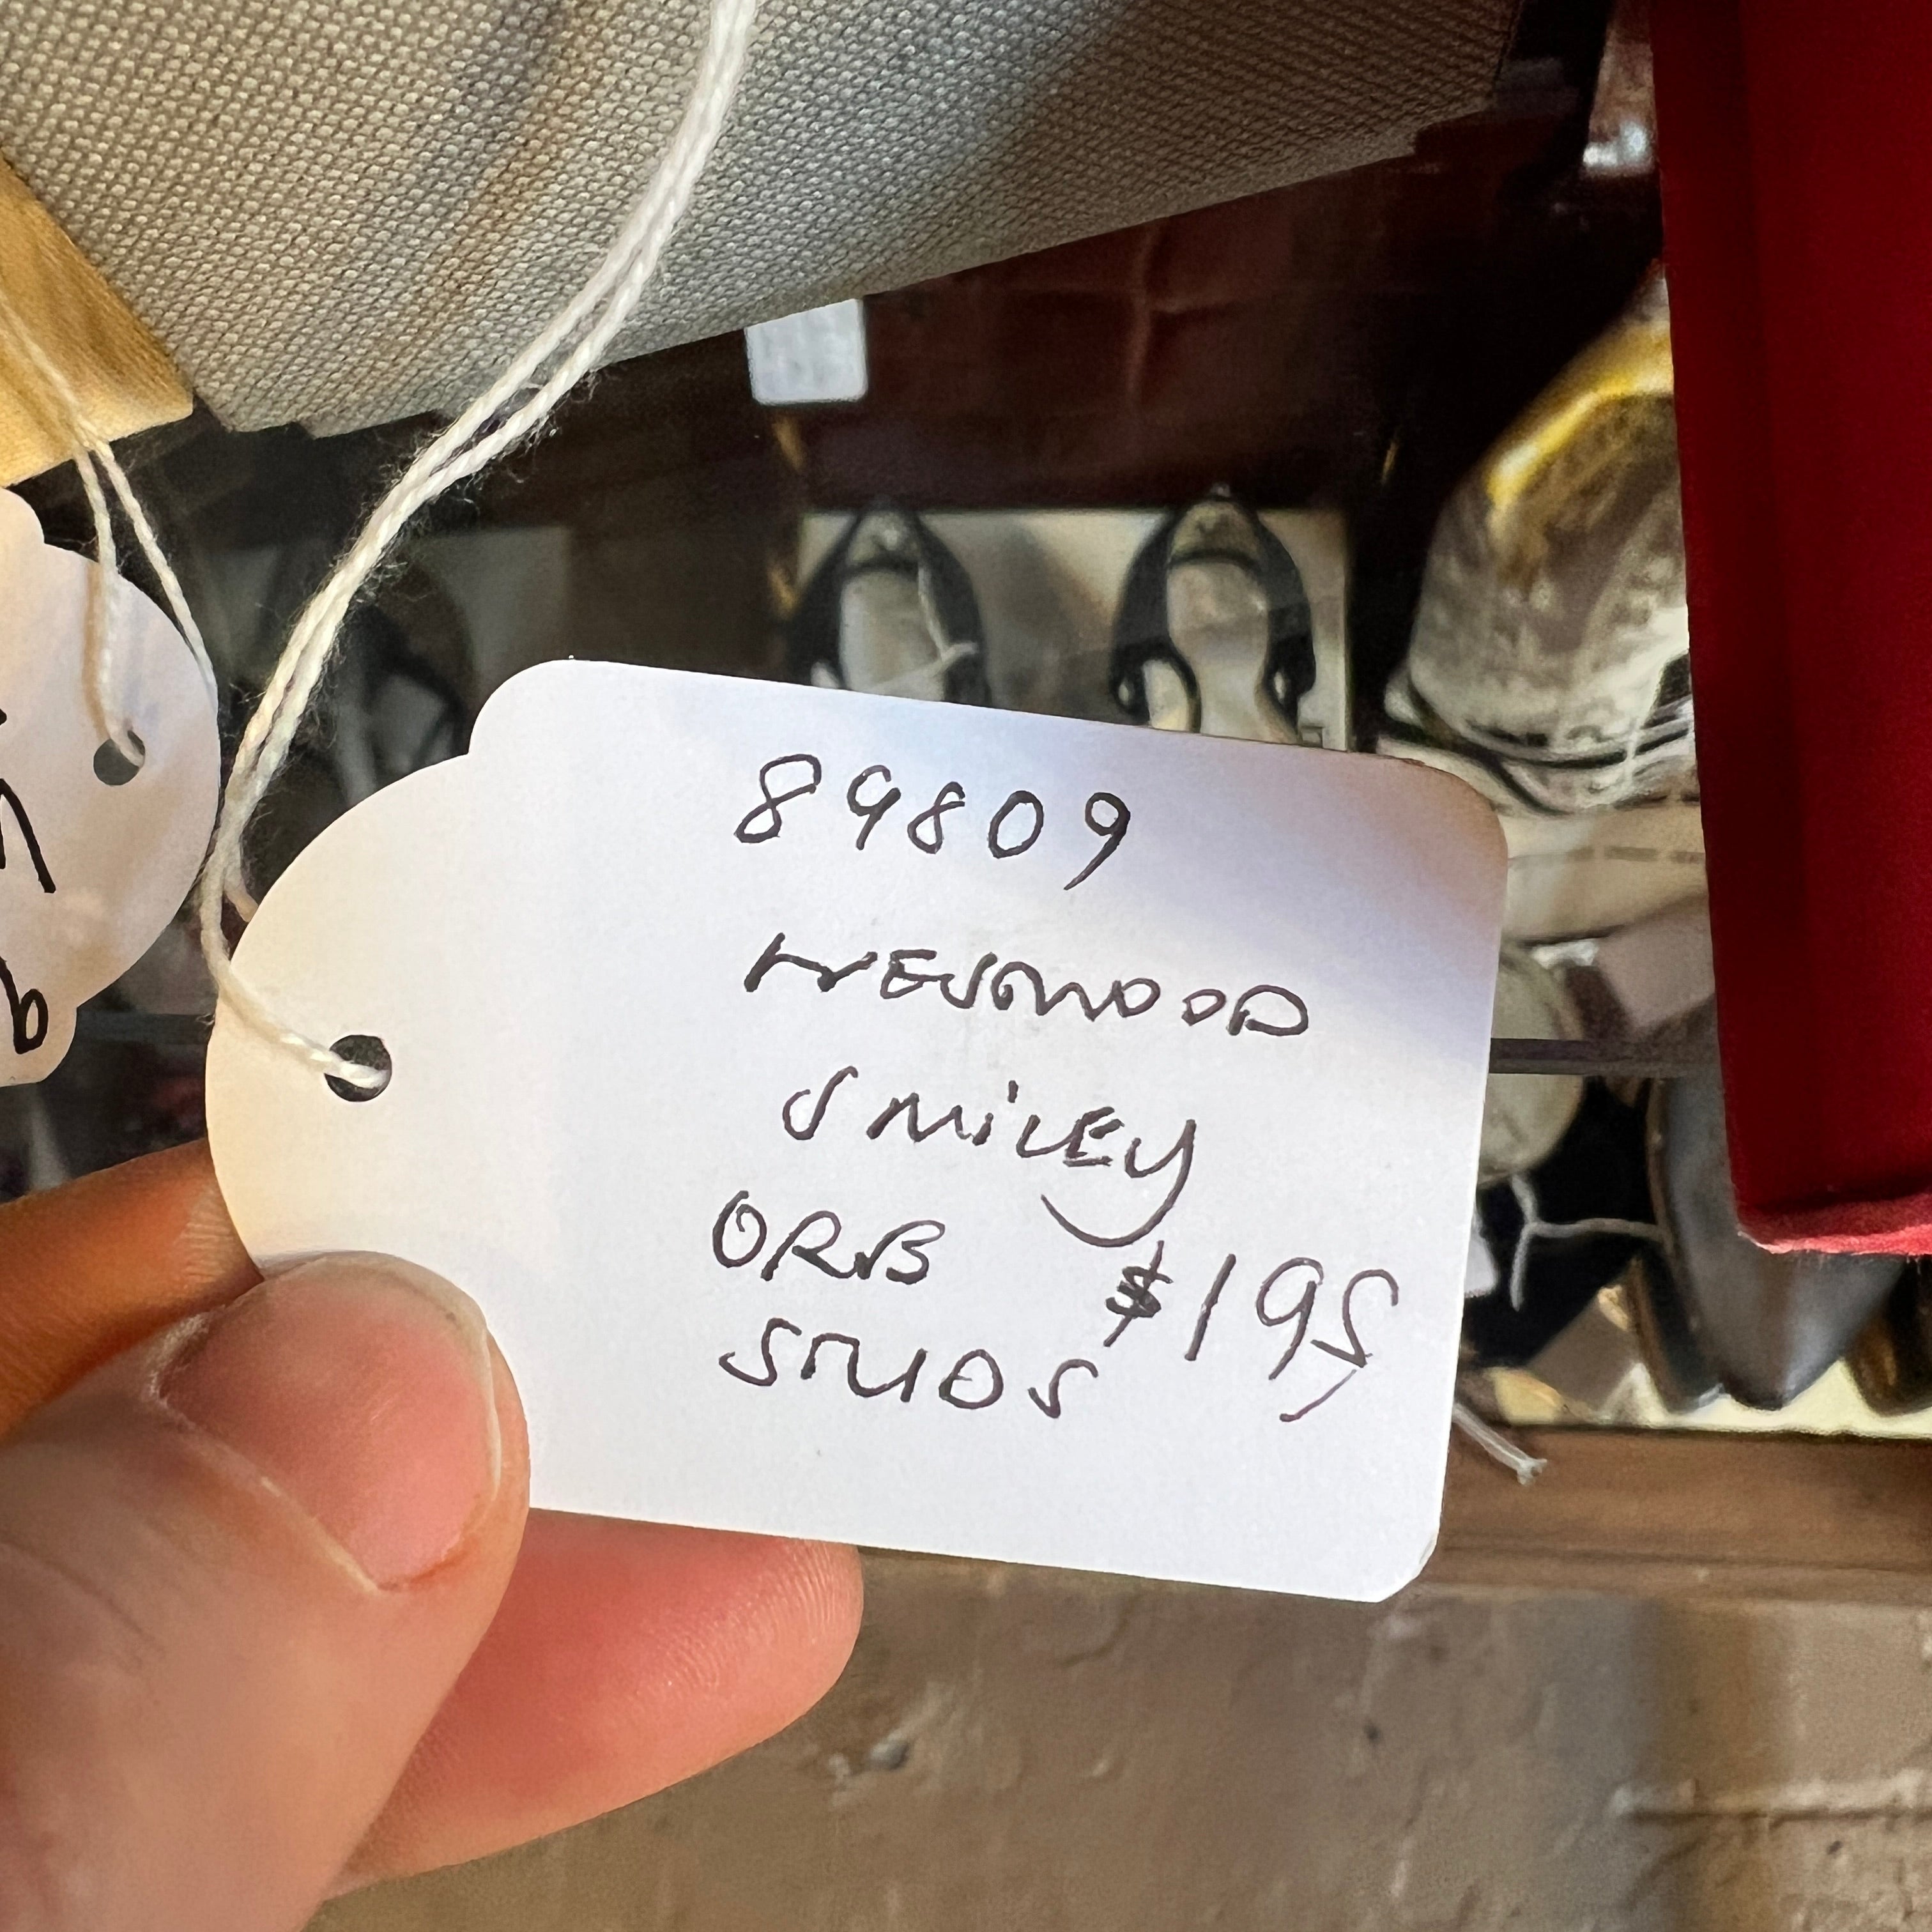 89809
WESTWOOD
SMiLEY
ORB
$195
STUDS